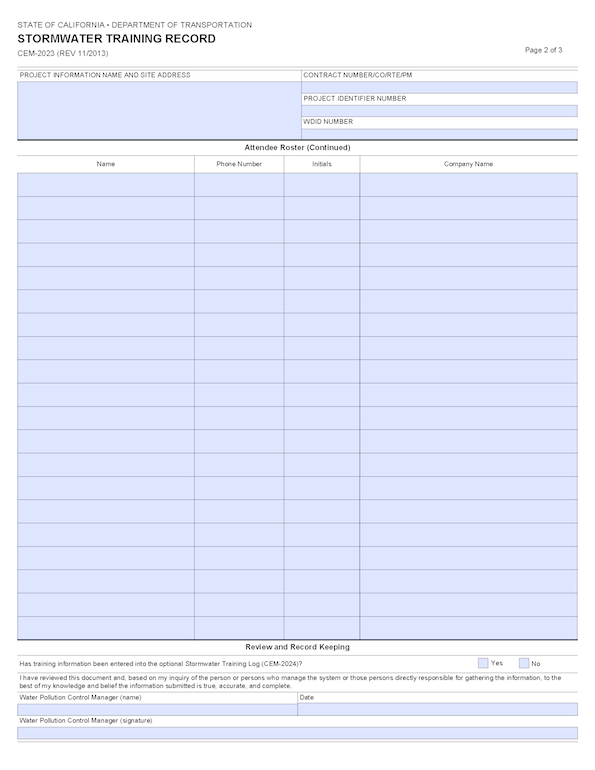 STATE OF CALIFORNIA • DEPARTMENT OF TRANSPORTATION
STORMWATER TRAINING RECORD
CEM-2023 (REV 11/2013)
Page 2 of 3
PROJECT INFORMATION NAME AND SITE ADDRESS
CONTRACT NUMBER/CO/RTE/PM
PROJECT IDENTIFIER NUMBER
WDID NUMBER
Attendee Roster (Continued)
Name Phone Number Initials Company Name
Review and Record Keeping
Has training information been entered into the optional Stormwater Training Log (CEM-2024)? Yes No
I have reviewed this document and, based on my inquiry of the person or persons who manage the system or those persons directly responsible for gathering the information, to the
best of my knowledge and belief the information submitted is true, accurate, and complete.
Water Pollution Control Manager (name) Date
Water Pollution Control Manager (signature)